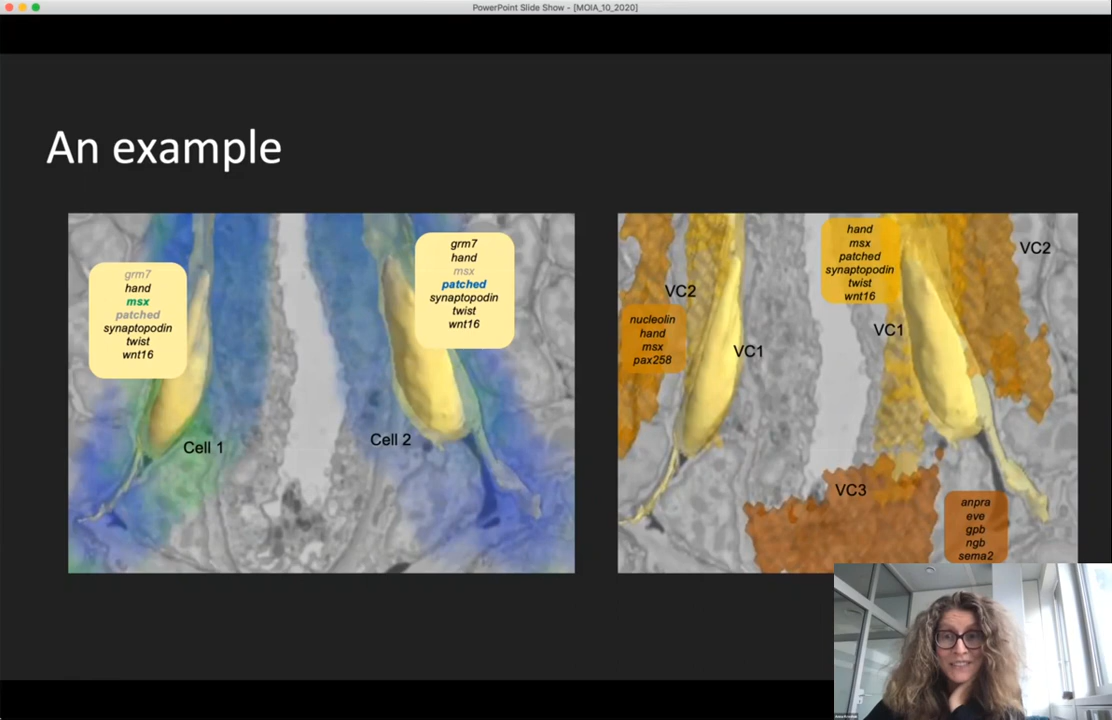 PowerPoint Slide Show - [MOIA_10_2020]
An example
grm7
hand
msx
patched
synaptopodin
twist
wnt16
Cell 1
grm7
hand
msx
patched
synaptopodin
twist
wnt16
Cell 2
VC2
nucleolin
hand
msx
pax258
VC1
hand
msx
patched
synaptopodin
twist
wnt16
VC1
VC2
VC3
anpra
eve
gpb
ngb
sema2